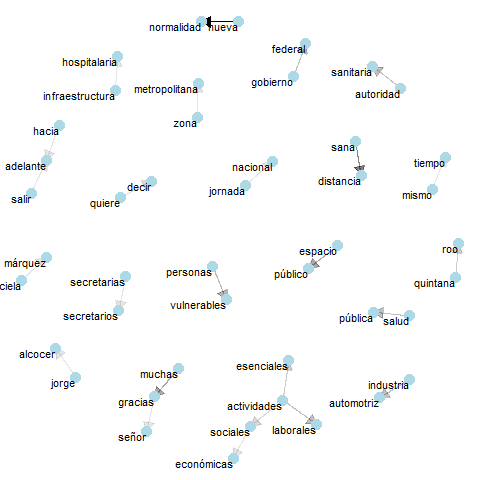 normalidad nueva
federal
hospitalaria
sanitaria
metropolitana
gobierno
infraestructura
autoridad
zona
hacia
sana
nacional
tiempo
adelante
decir
distancia
salir
quiere
jornada
mismo
espacio
roo
márquez
personas
público
secretarias
quintana
ciela
vulnerables
secretarios
pública
salud
alcocer
esenciales
muchas
jorge
industria
gracias
actividades
automotriz
señor
sociales
laborales
económicas